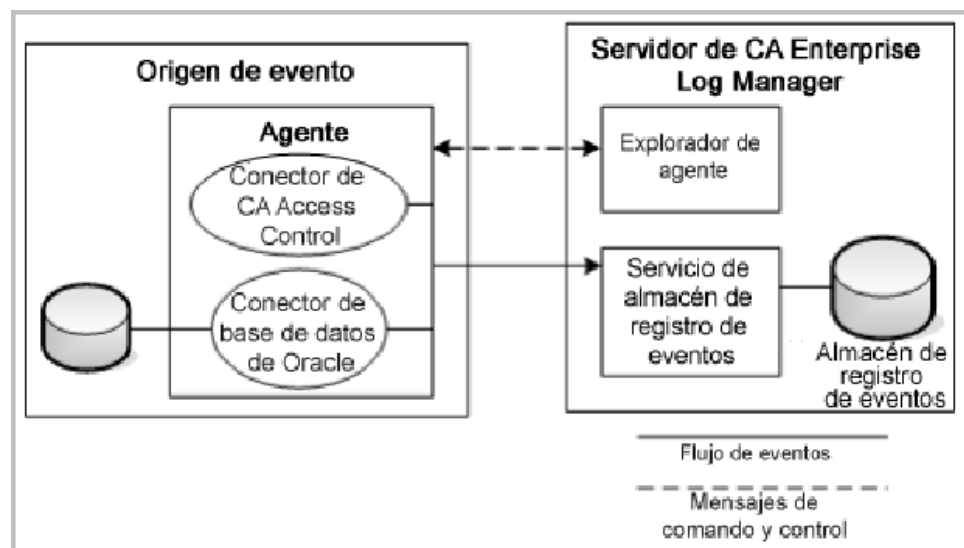 Origen de evento
Agente
Conector de
CA Access
Control
Conector de
base de datos
de Oracle
Servidor de CA Enterprise
Log Manager
Explorador de
agente
Servicio de
almacén de
registro de
eventos
Almacén de
registro
de eventos
Flujo de eventos
Mensajes de
comando y control